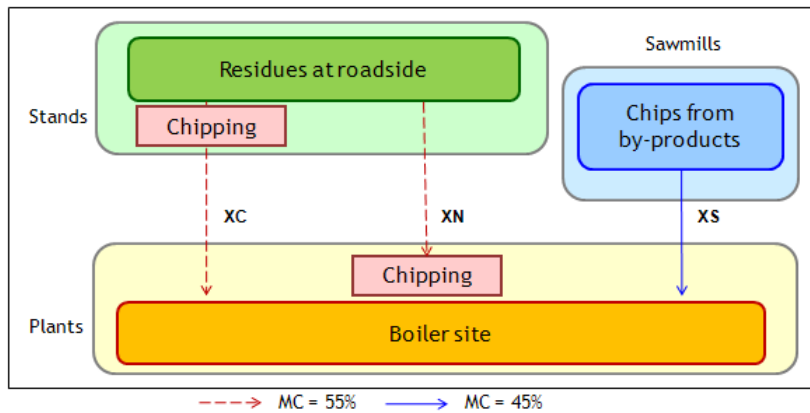 Residues at roadside
Sawmills
Stands
Chipping
Chips from
by-products
XC
XN
XS
Chipping
Plants
Boiler site
MC = 55%
MC = 45%